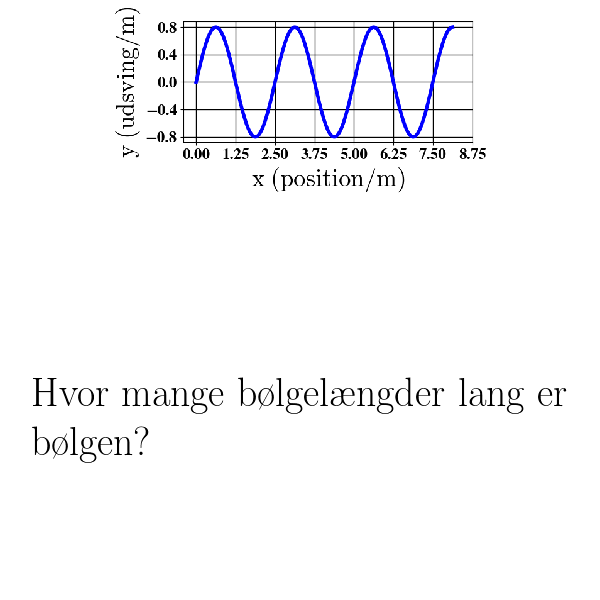 y (udsving/m)
0.8
0.4
0.0
−0.4
−0.8
0.00 1.25 2.50 3.75 5.00 6.25 7.50 8.75
x (position/m)
Hvor mange bølgelængder lang er
bølgen?